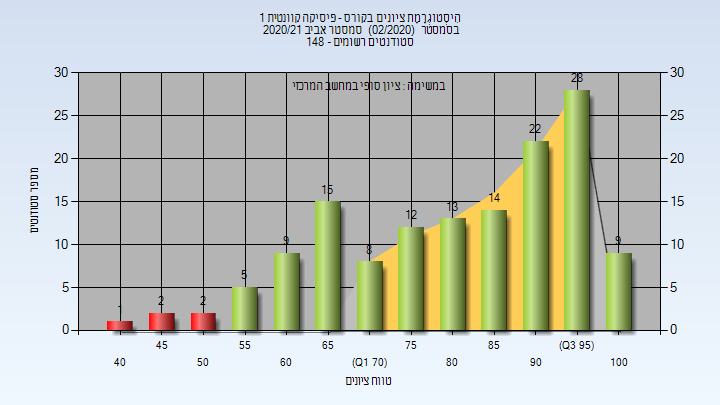 היסטוגרמת ציונים בקורס - פיסיקה קוונטית 1
בסמסטר (02/2020) סמסטר אביב 2020/21
סטודנטים רשומים - 148
במשימה : ציון סופי במחשב המרכזי
מספר סטודנטים
30 30
25 25
20 20
15 15
10 10
5 5
0 0
1 2 2 5 9 15 8 12 13 14 22 28 9
45 55 65 75 85 (Q3 95)
40 50 60 (Q1 70) 80 90 100
טווח ציונים